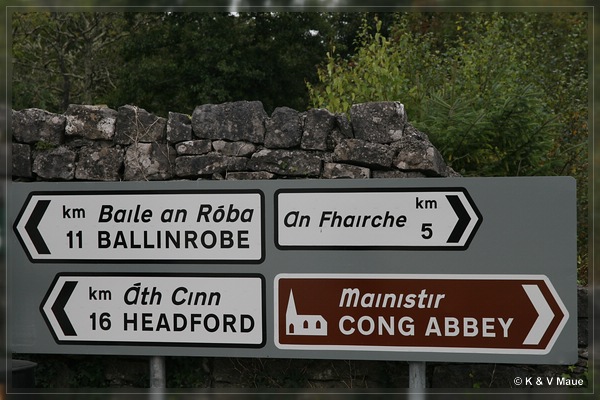 km Baile an Róba
11 BALLINROBE
An Fhairche km
5
km Áth Cinn
16 HEADFORD
Mainistir
CONG ABBEY
© K & V Maue